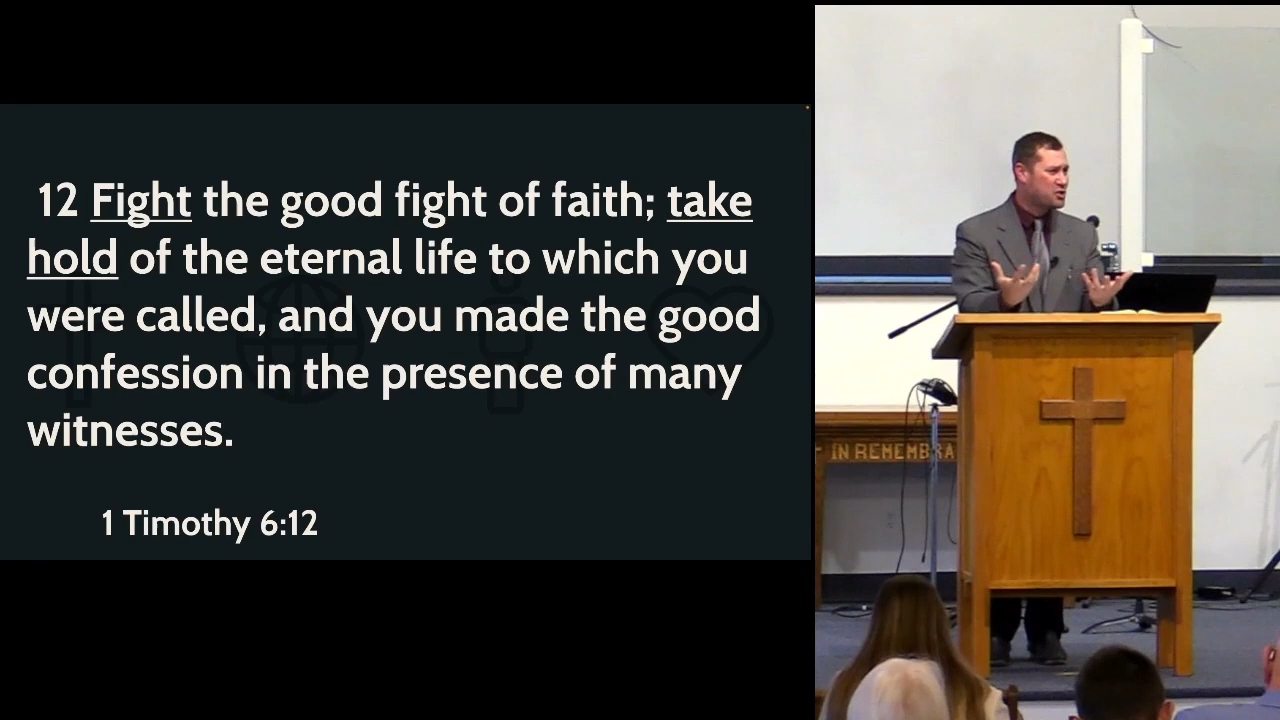 12 Fight the good fight of faith; take
hold of the eternal life to which you
were called, and you made the good
confession in the presence of many
witnesses.
1 Timothy 6:12
IN REMEMBRA